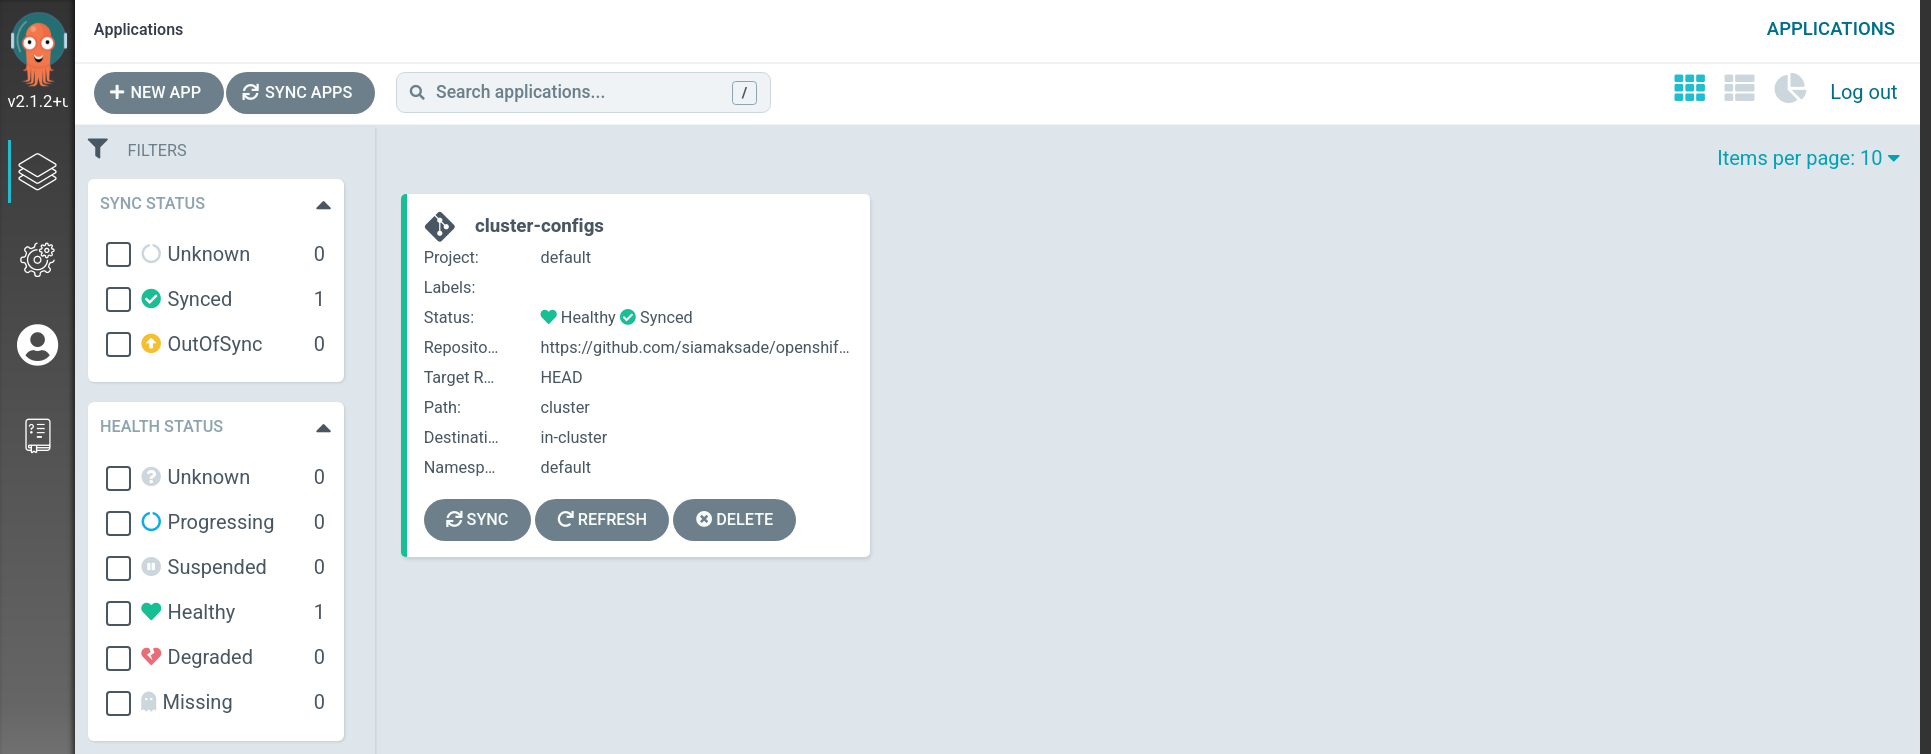 Applications
APPLICATIONS
v2.1.2+u
NEW APP
SYNC APPS
Search applications...
/
Log out
FILTERS
Items per page: 10
SYNC STATUS
Unknown 0
Synced 1
OutOfSync 0
HEALTH STATUS
Unknown 0
Progressing 0
Suspended 0
Healthy 1
Degraded 0
Missing 0
cluster-configs
Project: default
Labels:
Status: Healthy Synced
Reposito... https://github.com/siamaksade/openshif...
Target R... HEAD
Path: cluster
Destinati... in-cluster
Namesp... default
SYNC
REFRESH
DELETE